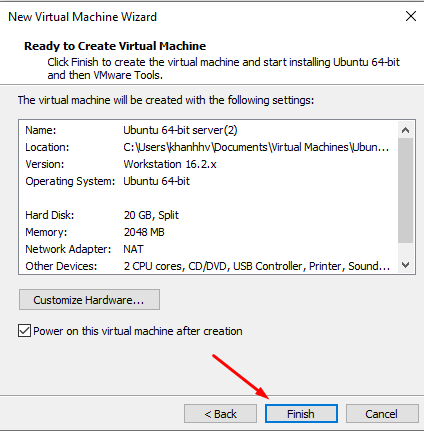 New Virtual Machine Wizard
Ready to Create Virtual Machine
Click Finish to create the virtual machine and start installing Ubuntu 64-bit
and then VMware Tools.
The virtual machine will be created with the following settings:
Name: Ubuntu 64-bit server(2)
Location: C:\Users\khanhhv\Documents\Virtual Machines\Ubun...
Version: Workstation 16.2.x
Operating System: Ubuntu 64-bit
Hard Disk: 20 GB, Split
Memory: 2048 MB
Network Adapter: NAT
Other Devices: 2 CPU cores, CD/DVD, USB Controller, Printer, Sound...
Customize Hardware...
Power on this virtual machine after creation
< Back Finish Cancel